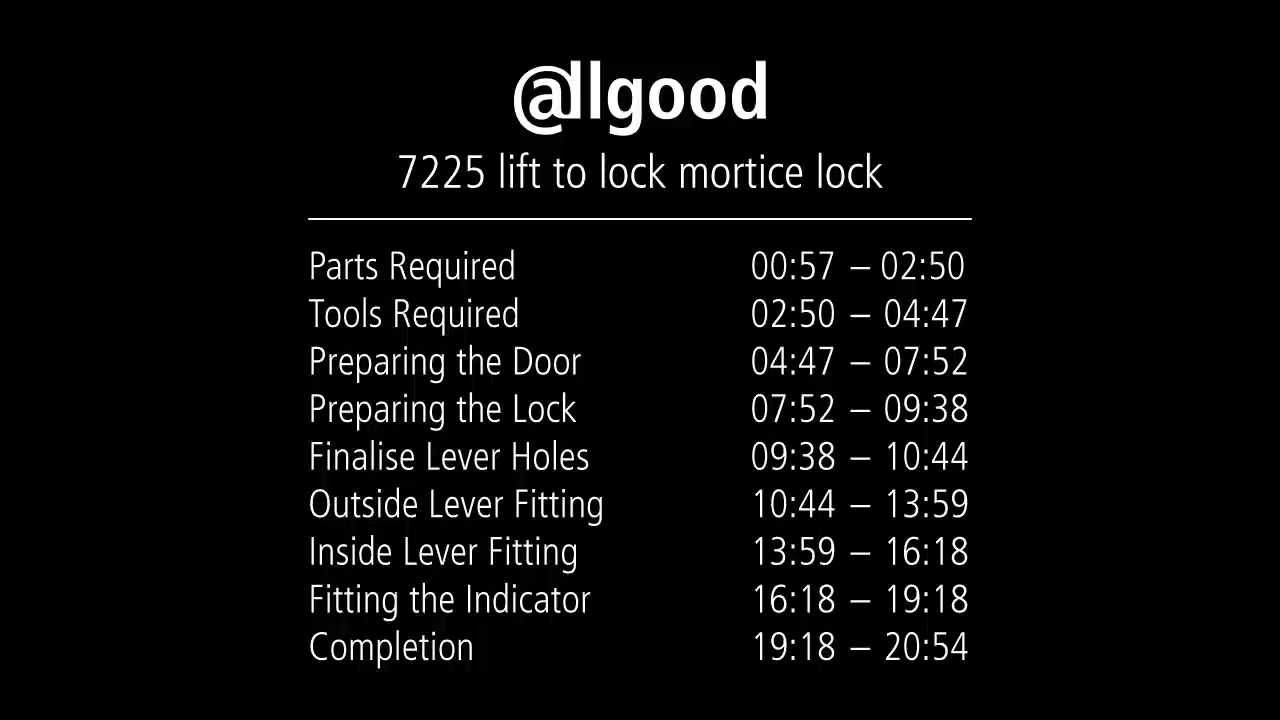 @llgood
7225 lift to lock mortice lock
Parts Required 00:57 – 02:50
Tools Required 02:50 – 04:47
Preparing the Door 04:47 – 07:52
Preparing the Lock 07:52 – 09:38
Finalise Lever Holes 09:38 – 10:44
Outside Lever Fitting 10:44 – 13:59
Inside Lever Fitting 13:59 – 16:18
Fitting the Indicator 16:18 – 19:18
Completion 19:18 – 20:54